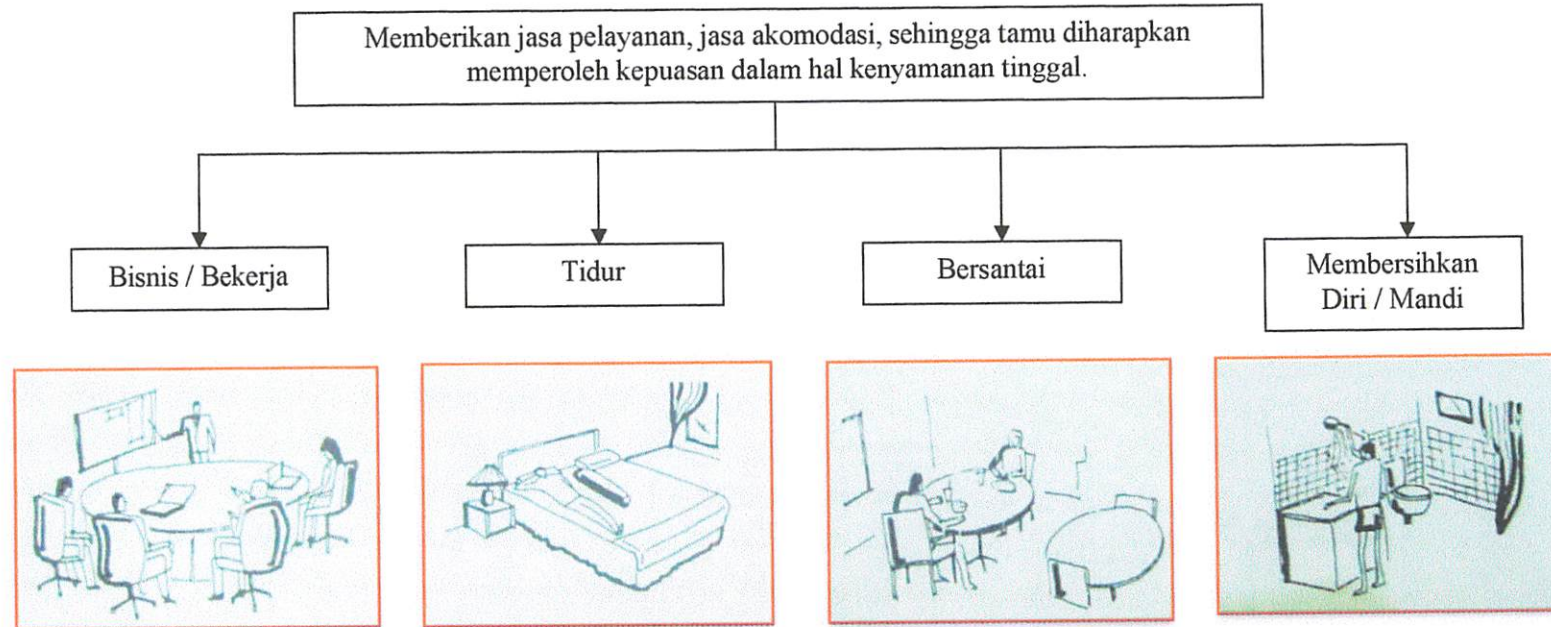 Memberikan jasa pelayanan, jasa akomodasi, sehingga tamu diharapkan
memperoleh kepuasan dalam hal kenyamanan tinggal.
Bisnis / Bekerja
Tidur
Bersantai
Membersihkan
Diri / Mandi